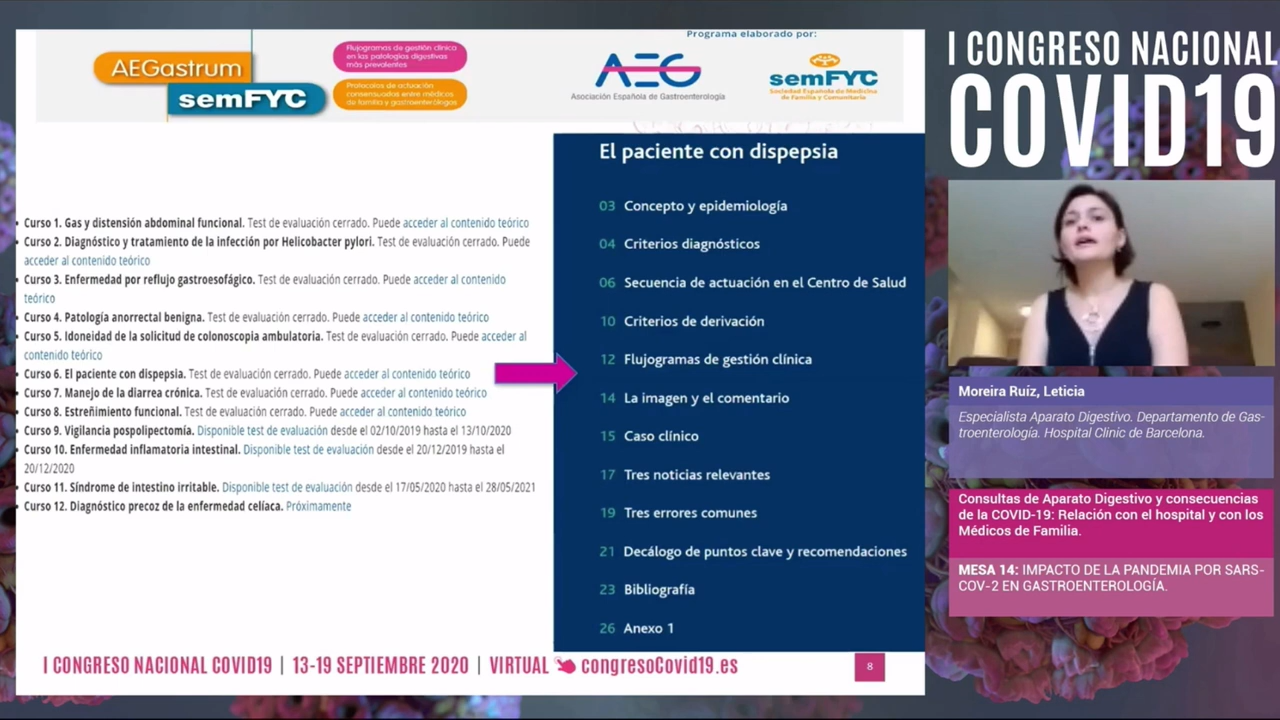 Programa elaborado por:
AEGastrum
semFYC
Flujogramas de gestión clínica
en las patologías digestivas
más prevalentes
Protocolos de actuación
consensuados entre médicos
de familia y gastroenterólogos
AEG
Asociación Española de Gastroenterología
semFYC
Sociedad Española de Medicina
de Familia y Comunitaria
• Curso 1. Gas y distensión abdominal funcional. Test de evaluación cerrado. Puede acceder al contenido teórico
• Curso 2. Diagnóstico y tratamiento de la infección por Helicobacter pylori. Test de evaluación cerrado. Puede
acceder al contenido teórico
• Curso 3. Enfermedad por reflujo gastroesofágico. Test de evaluación cerrado. Puede acceder al contenido
teórico
• Curso 4. Patología anorrectal benigna. Test de evaluación cerrado. Puede acceder al contenido teórico
• Curso 5. Idoneidad de la solicitud de colonoscopia ambulatoria. Test de evaluación cerrado. Puede acceder al
contenido teórico
• Curso 6. El paciente con dispepsia. Test de evaluación cerrado. Puede acceder al contenido teórico
• Curso 7. Manejo de la diarrea crónica. Test de evaluación cerrado. Puede acceder al contenido teórico
• Curso 8. Estreñimiento funcional. Test de evaluación cerrado. Puede acceder al contenido teórico
• Curso 9. Vigilancia pospolipectomía. Disponible test de evaluación desde el 02/10/2019 hasta el 13/10/2020
• Curso 10. Enfermedad inflamatoria intestinal. Disponible test de evaluación desde el 20/12/2019 hasta el
20/12/2020
• Curso 11. Síndrome de intestino irritable. Disponible test de evaluación desde el 17/05/2020 hasta el 28/05/2021
• Curso 12. Diagnóstico precoz de la enfermedad celíaca. Próximamente
El paciente con dispepsia
03 Concepto y epidemiología
04 Criterios diagnósticos
06 Secuencia de actuación en el Centro de Salud
10 Criterios de derivación
12 Flujogramas de gestión clínica
14 La imagen y el comentario
15 Caso clínico
17 Tres noticias relevantes
19 Tres errores comunes
21 Decálogo de puntos clave y recomendaciones
23 Bibliografía
26 Anexo 1
I CONGRESO NACIONAL COVID19 | 13-19 SEPTIEMBRE 2020 | VIRTUAL congresoCovid19.es
8
I CONGRESO NACIONAL
COVID19
Moreira Ruíz, Leticia
Especialista Aparato Digestivo. Departamento de Gas-
troenterología. Hospital Clínic de Barcelona.
Consultas de Aparato Digestivo y consecuencias
de la COVID-19: Relación con el hospital y con los
Médicos de Familia.
MESA 14: IMPACTO DE LA PANDEMIA POR SARS-
COV-2 EN GASTROENTEROLOGÍA.